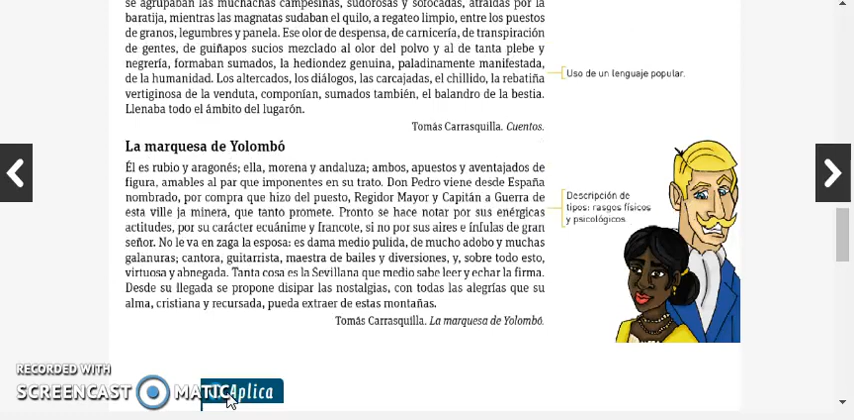 se agrupaban las muchachas campesinas, sudorosas y sofocadas, atraídas por la
baratija, mientras las magnatas sudaban el quilo, a regateo limpio, entre los puestos
de granos, legumbres y panela. Ese olor de despensa, de carnicería, de transpiración
de gentes, de guiñapos sucios mezclado al olor del polvo y al de tanta plebe y
negrería, formaban sumados, la hediondez genuina, paladinamente manifestada,
de la humanidad. Los altercados, los diálogos, las carcajadas, el chillido, la rebatiña
vertiginosa de la venduta, componían, sumados también, el balandro de la bestia.
Llenaba todo el ámbito del lugarón.
Tomás Carrasquilla. Cuentos.
Uso de un lenguaje popular.
La marquesa de Yolombó
Él es rubio y aragonés; ella, morena y andaluza; ambos, apuestos y aventajados de
figura, amables al par que imponentes en su trato. Don Pedro viene desde España
nombrado, por compra que hizo del puesto, Regidor Mayor y Capitán a Guerra de
esta ville ja minera, que tanto promete. Pronto se hace notar por sus enérgicas
actitudes, por su carácter ecuánime y francote, si no por sus aires e ínfulas de gran
señor. No le va en zaga la esposa: es dama medio pulida, de mucho adobo y muchas
galanuras; cantora, guitarrista, maestra de bailes y diversiones, y, sobre todo esto,
virtuosa y abnegada. Tanta cosa es la Sevillana que medio sabe leer y echar la firma.
Desde su llegada se propone disipar las nostalgias, con todas las alegrías que su
alma, cristiana y recursada, pueda extraer de estas montañas.
Tomás Carrasquilla. La marquesa de Yolombó.
Descripción de
tipos: rasgos físicos
y psicológicos.
RECORDED WITH
SCREENCAST MATIC
Aplica